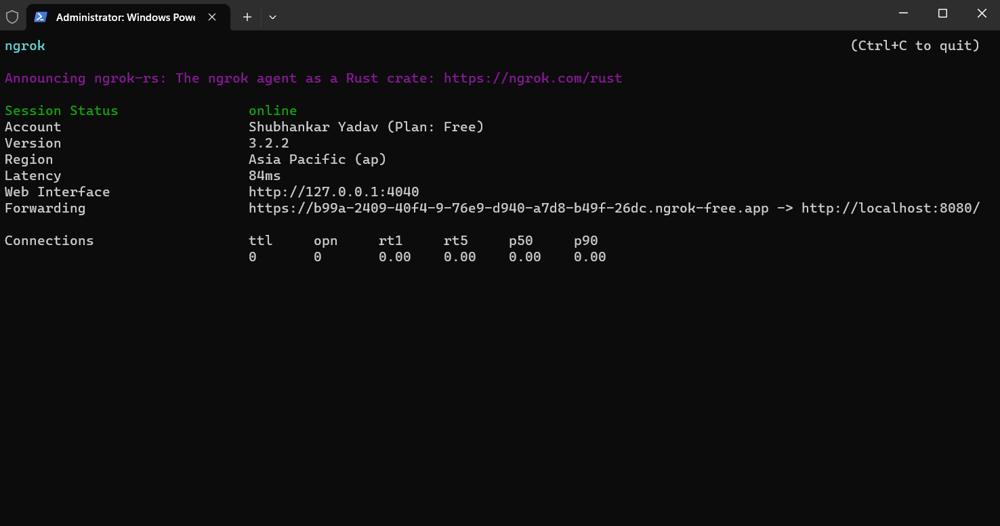 Administrator: Windows Powe
ngrok (Ctrl+C to quit)
Announcing ngrok-rs: The ngrok agent as a Rust crate: https://ngrok.com/rust
Session Status online
Account Shubhankar Yadav (Plan: Free)
Version 3.2.2
Region Asia Pacific (ap)
Latency 84ms
Web Interface http://127.0.0.1:4040
Forwarding https://b99a-2409-40f4-9-76e9-d940-a7d8-b49f-26dc.ngrok-free.app -> http://localhost:8080/
Connections ttl opn rt1 rt5 p50 p90
0 0 0.00 0.00 0.00 0.00